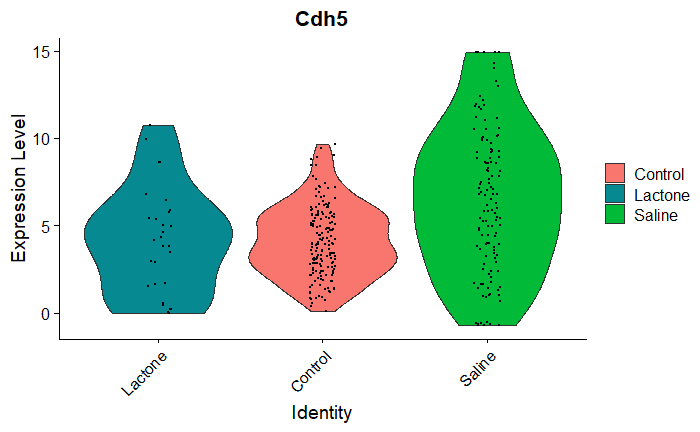 Cdh5
Expression Level
15
10
5
0
Lactone
Control
Saline
Identity
Control
Lactone
Saline